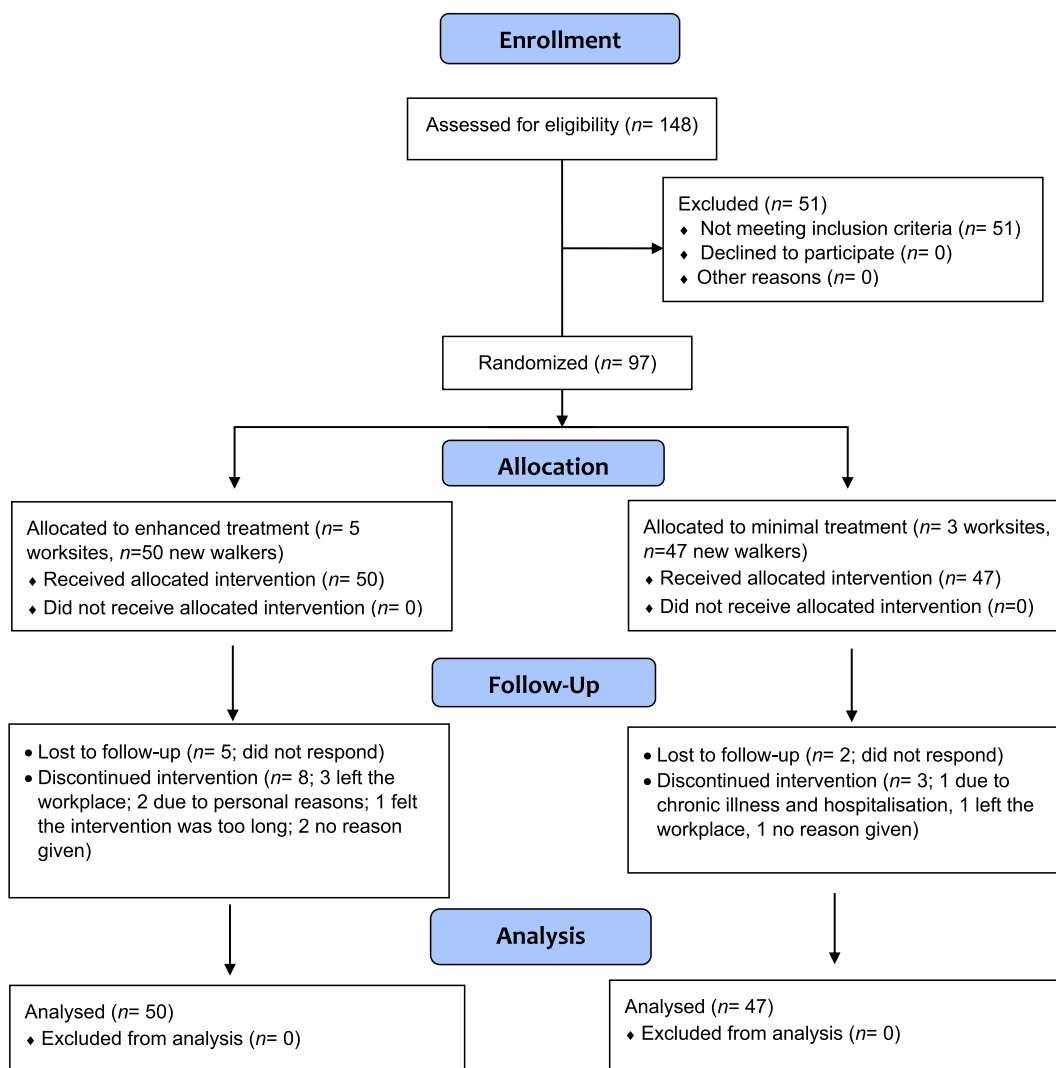 Enrollment
Assessed for eligibility (n= 148)
Excluded (n= 51)
♦ Not meeting inclusion criteria (n= 51)
♦ Declined to participate (n= 0)
♦ Other reasons (n= 0)
Randomized (n= 97)
Allocation
Allocated to enhanced treatment (n= 5
worksites, n=50 new walkers)
♦ Received allocated intervention (n= 50)
♦ Did not receive allocated intervention (n= 0)
Allocated to minimal treatment (n= 3 worksites,
n=47 new walkers)
♦ Received allocated intervention (n= 47)
♦ Did not receive allocated intervention (n=0)
Follow-Up
• Lost to follow-up (n= 5; did not respond)
• Discontinued intervention (n= 8; 3 left the
workplace; 2 due to personal reasons; 1 felt
the intervention was too long; 2 no reason
given)
• Lost to follow-up (n= 2; did not respond)
• Discontinued intervention (n= 3; 1 due to
chronic illness and hospitalisation, 1 left the
workplace, 1 no reason given)
Analysis
Analysed (n= 50)
♦ Excluded from analysis (n= 0)
Analysed (n= 47)
♦ Excluded from analysis (n= 0)